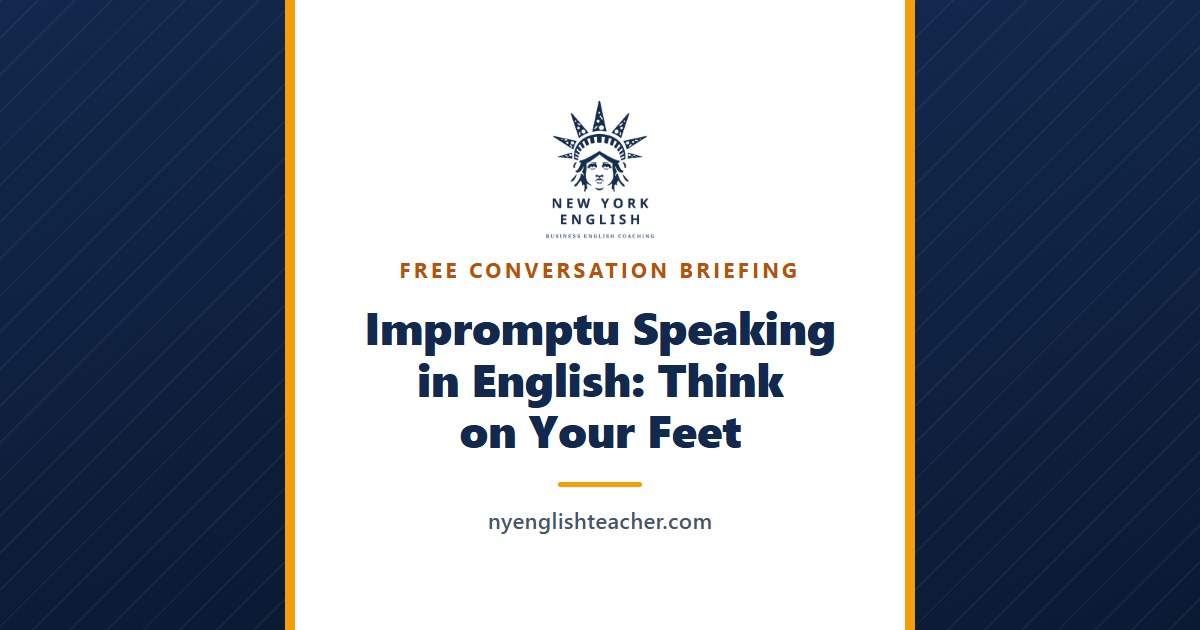 NEW YORK
ENGLISH
BUSINESS ENGLISH COACHING
FREE CONVERSATION BRIEFING
Impromptu Speaking
in English: Think
on Your Feet
nyenglishteacher.com